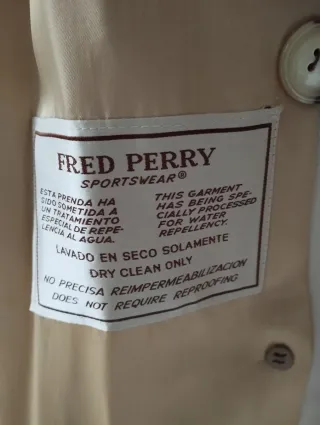 FRED PERRY
SPORTSWEAR®
ESTA PRENDA HA
SIDO SOMETIDA A
UN TRATAMIENTO
ESPECIAL DE REPE-
LENCIA AL AGUA.
THIS GARMENT
HAS BEING SPE-
CIALLY PROCESSED
FOR WATER
REPELLENCY.
LAVADO EN SECO SOLAMENTE
DRY CLEAN ONLY
NO PRECISA REIMPERMEABILIZACION
DOES NOT REQUIRE REPROOFING